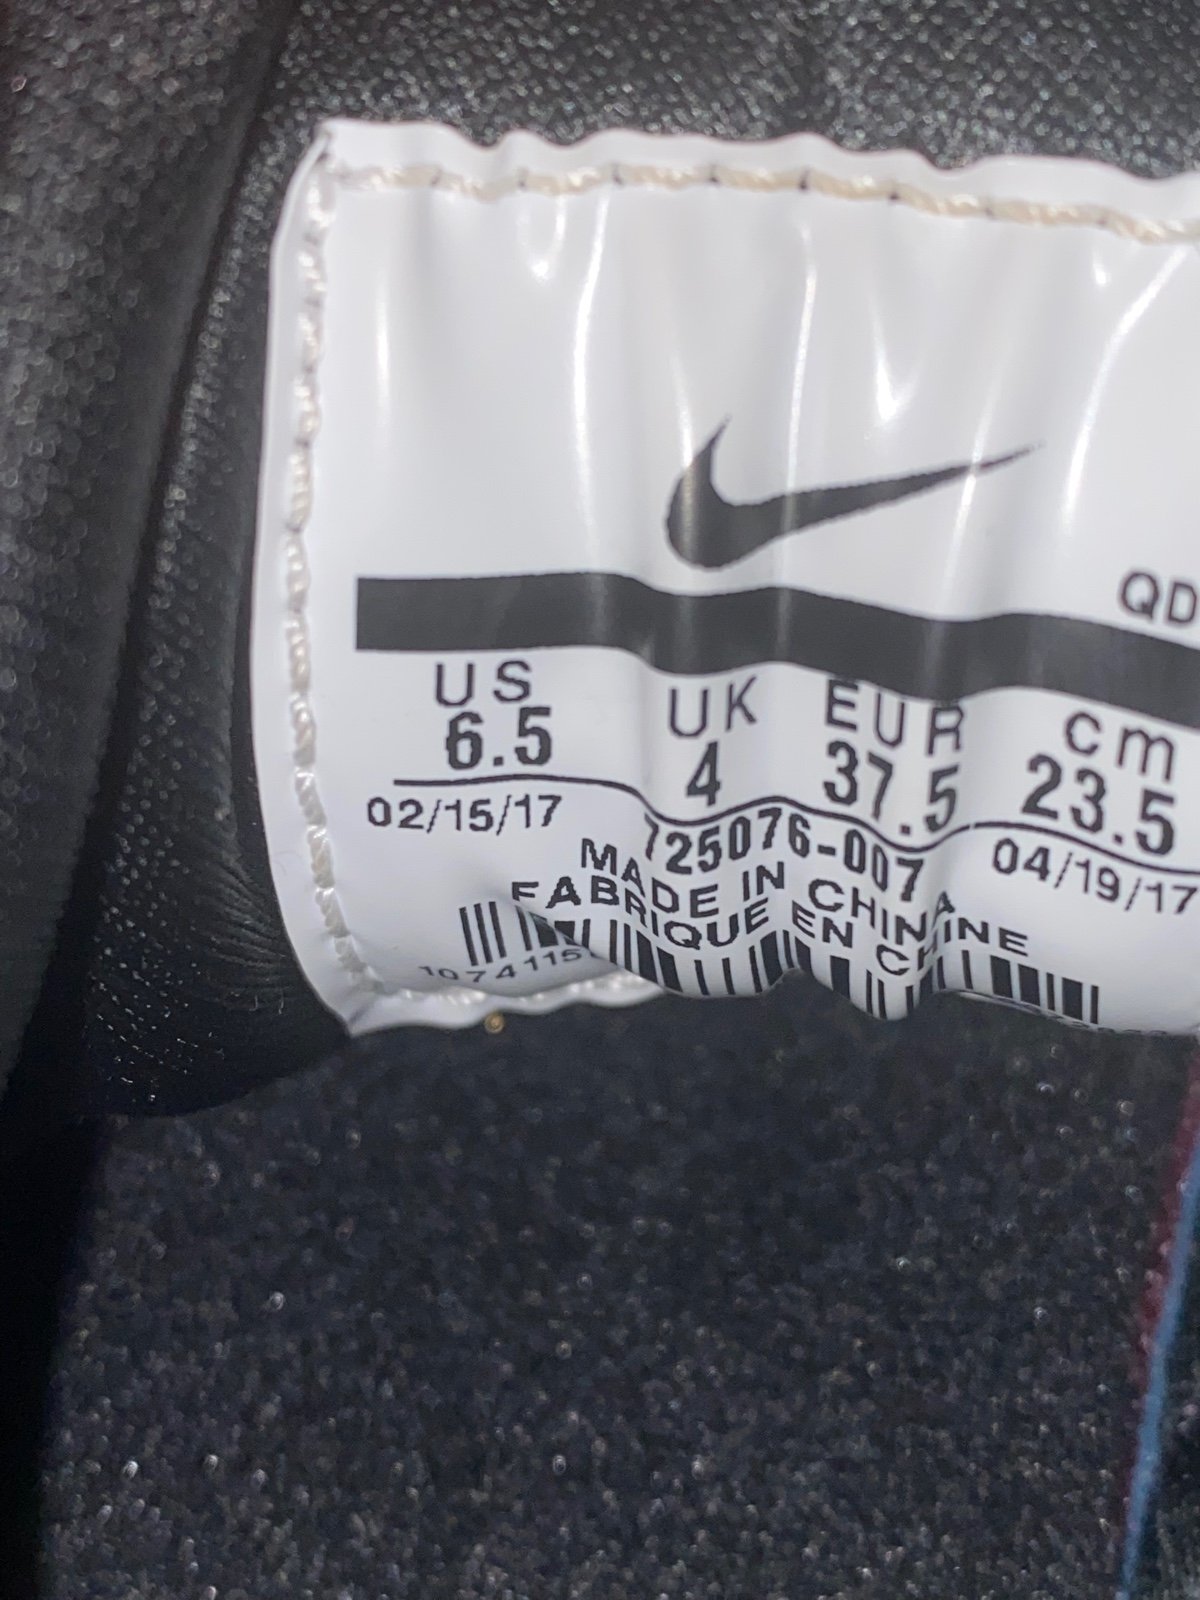 QD
US UK EUR cm
6.5 4 37.5 23.5
02/15/17 725076-007 04/19/17
MADE IN CHINA
FABRIQUE EN CHINE
1074115